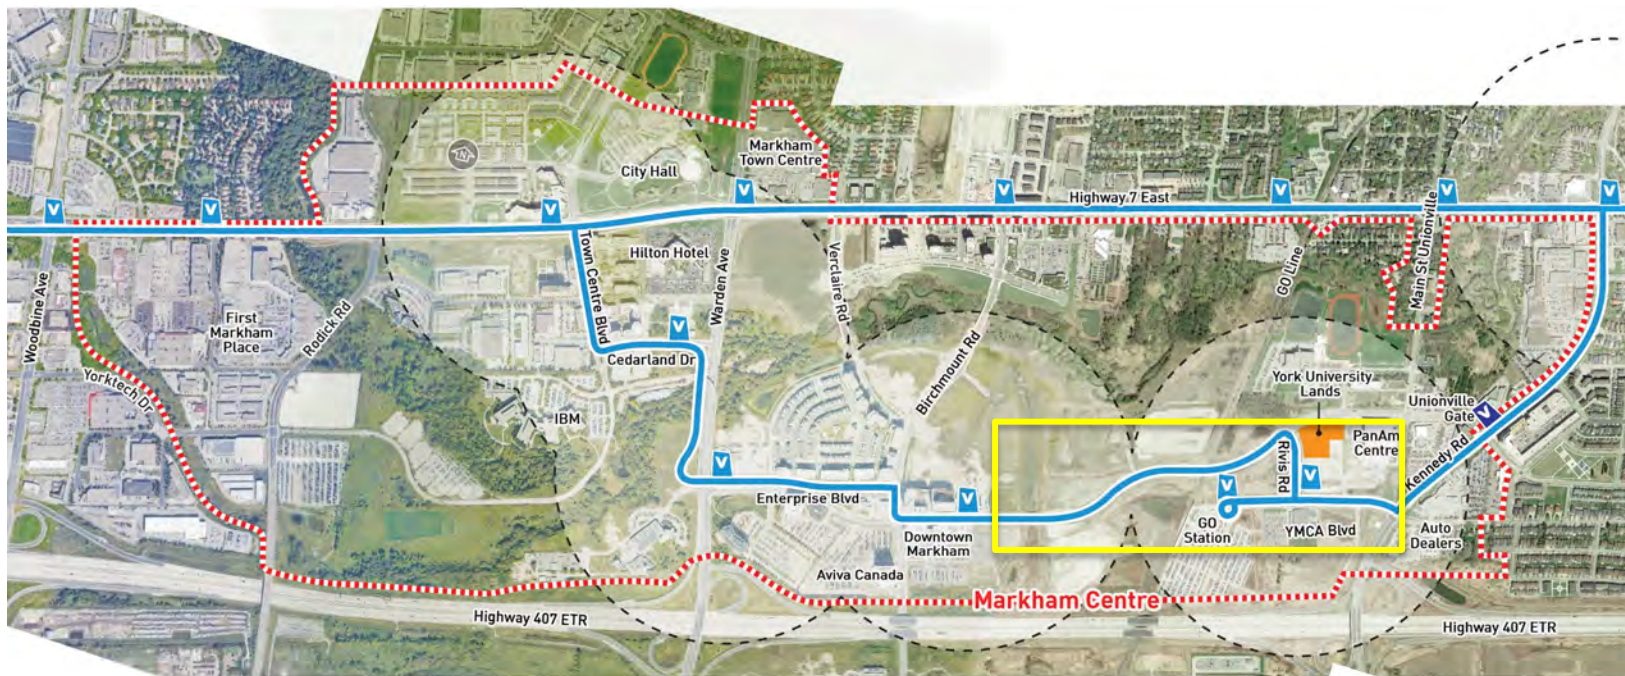 Markham
Town Centre
City Hall
N
V
V
V
V
V
V
V
V
Highway 7 East
Woodbine Ave
Town Centre Blvd
Hilton Hotel
Warden Ave
Verclaire Rd
GO Line
Main St Unionville
First
Markham
Place
Rodick Rd
V
Cedarland Dr
Birchmount Rd
Yorktech Dr
IBM
York University
Lands
Unionville
Gate
V
PanAm
Centre
Rivis Rd
Kennedy Rd
V
V
V
V
Enterprise Blvd
Downtown
Markham
GO
Station
YMCA Blvd
Auto
Dealers
Aviva Canada
Markham Centre
Highway 407 ETR
Highway 407 ETR